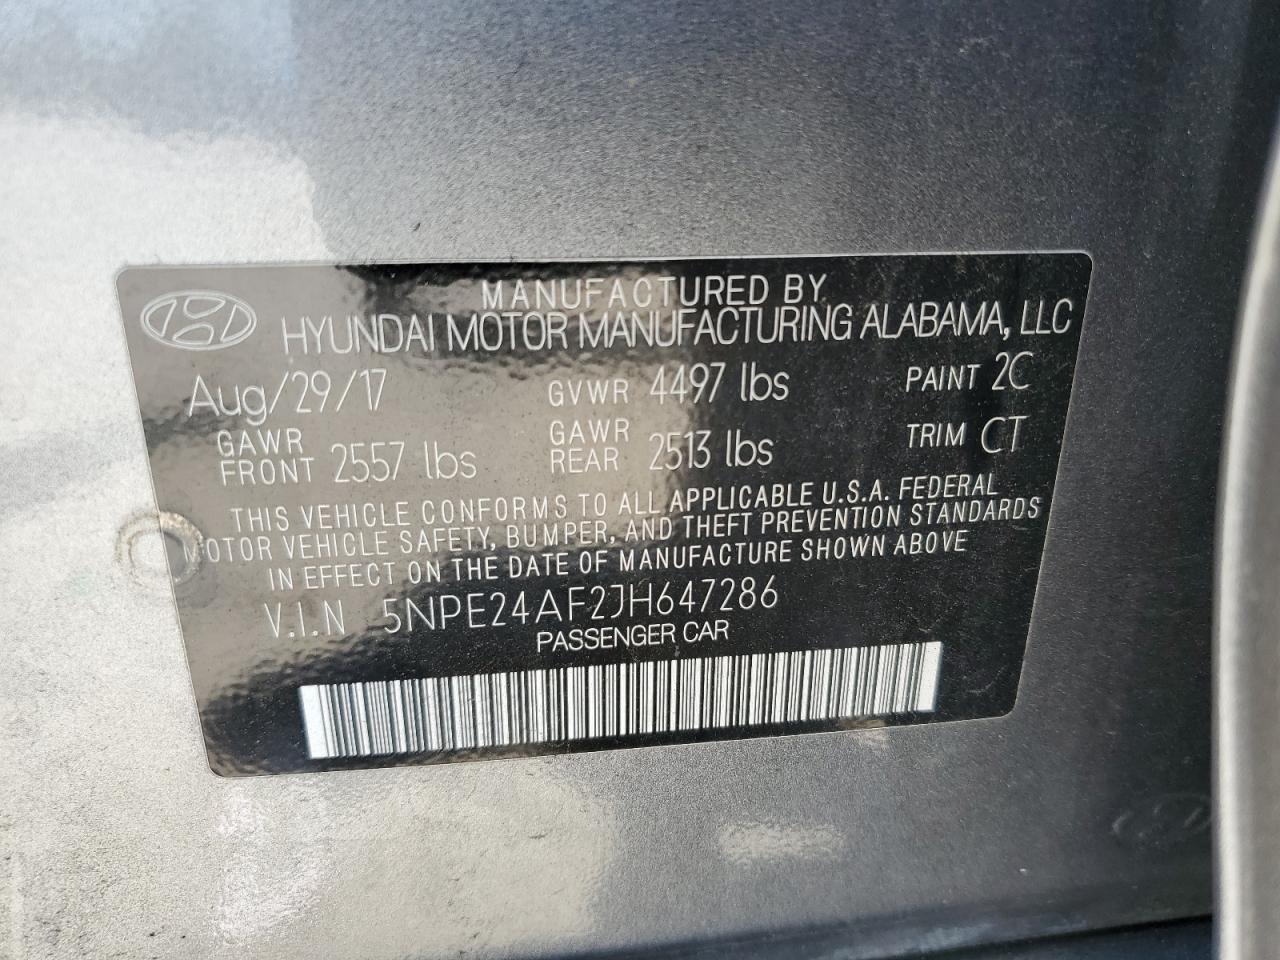 MANUFACTURED BY
HYUNDAI MOTOR MANUFACTURING ALABAMA, LLC
Aug/29/17 GVWR 4497 lbs PAINT 2C
GAWR FRONT 2557 lbs GAWR REAR 2513 lbs TRIM CT
THIS VEHICLE CONFORMS TO ALL APPLICABLE U.S.A. FEDERAL
MOTOR VEHICLE SAFETY, BUMPER, AND THEFT PREVENTION STANDARDS
IN EFFECT ON THE DATE OF MANUFACTURE SHOWN ABOVE
V.I.N 5NPE24AF2JH647286
PASSENGER CAR